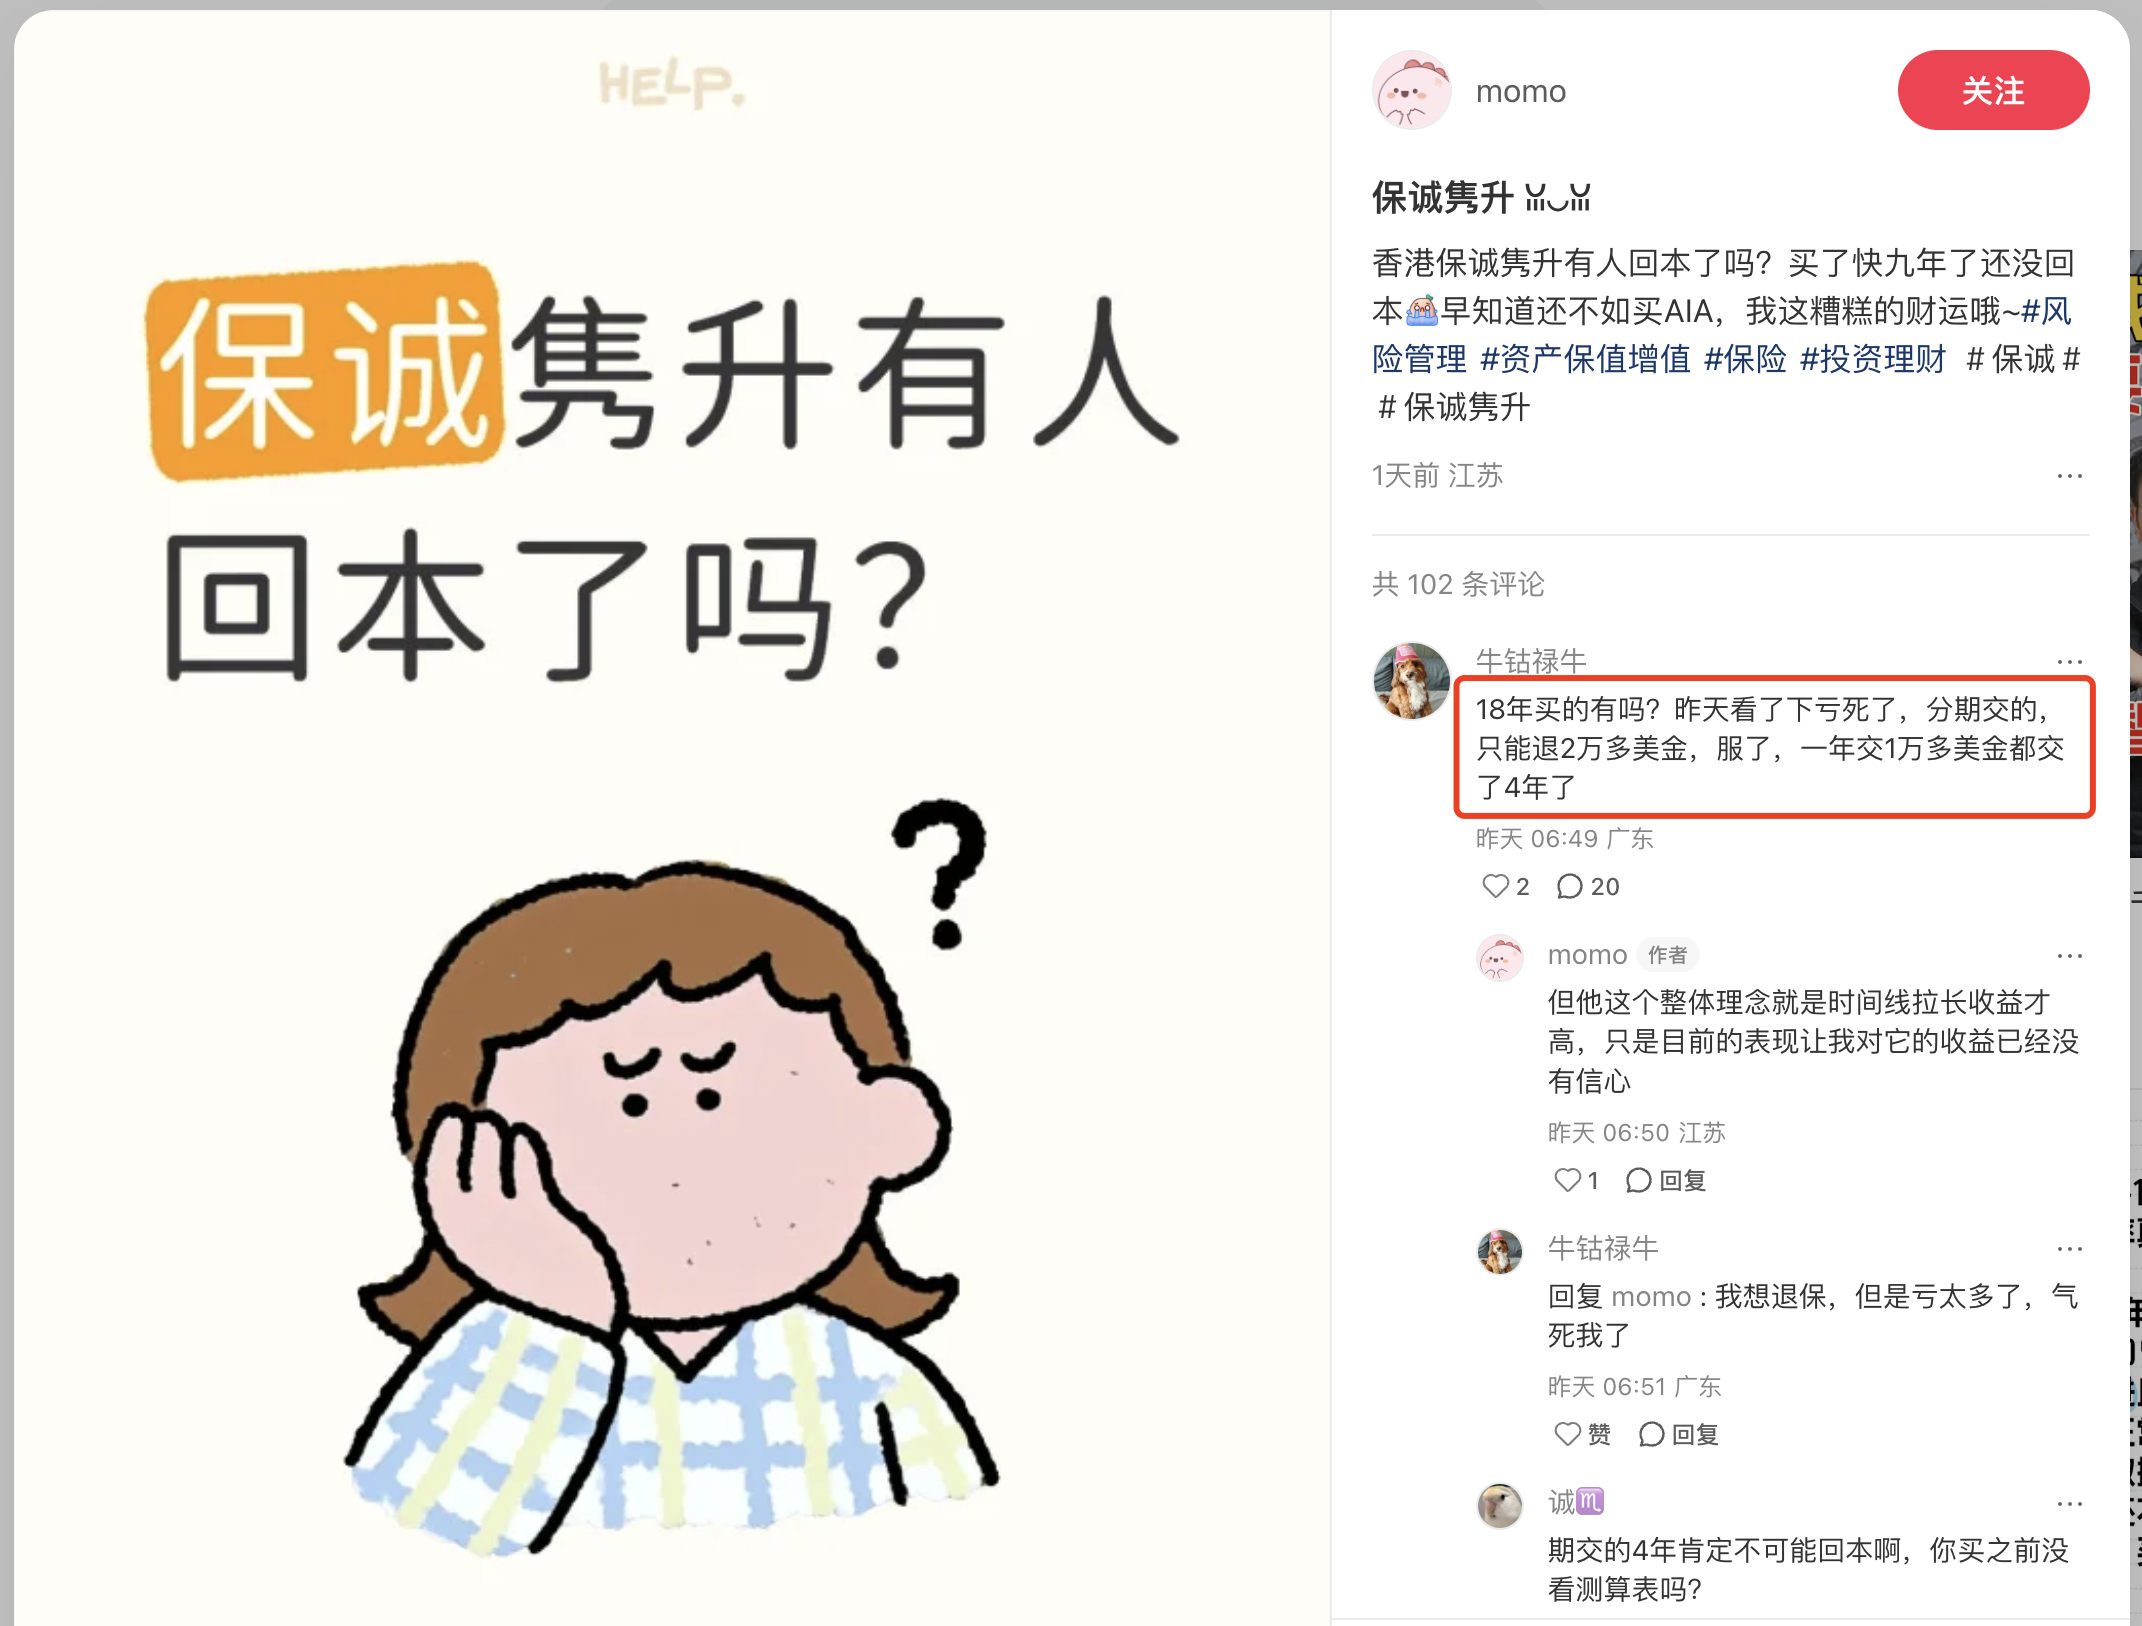 HELP.
保诚隽升有人
回本了吗？
?
momo
关注
保诚隽升
香港保诚隽升有人回本了吗？买了快九年了还没回
本早知道还不如买AIA，我这糟糕的财运哦~#风
险管理 #资产保值增值 #保险 #投资理财 # 保诚 #
# 保诚隽升
1天前 江苏
共 102 条评论
牛钴禄牛
18年买的有吗？昨天看了下亏死了，分期交的，
只能退2万多美金，服了，一年交1万多美金都交
了4年了
昨天 06:49 广东
2 20
momo 作者
但他这个整体理念就是时间线拉长收益才
高，只是目前的表现让我对它的收益已经没
有信心
昨天 06:50 江苏
1 回复
牛钴禄牛
回复 momo : 我想退保，但是亏太多了，气
死我了
昨天 06:51 广东
赞 回复
诚♏
期交的4年肯定不可能回本啊，你买之前没
看测算表吗？